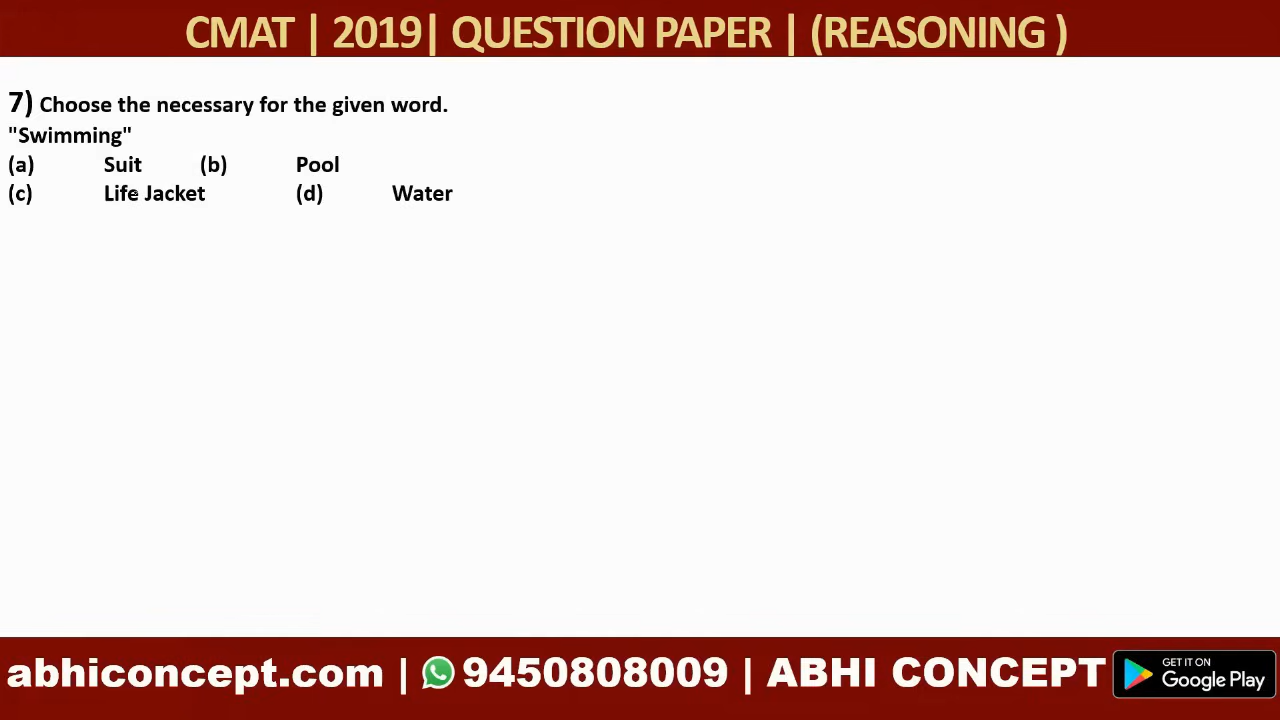 CMAT | 2019| QUESTION PAPER | (REASONING )
7) Choose the necessary for the given word.
"Swimming"
(a) Suit (b) Pool
(c) Life Jacket (d) Water
abhiconcept.com | 9450808009 | ABHI CONCEPT GET IT ON Google Play